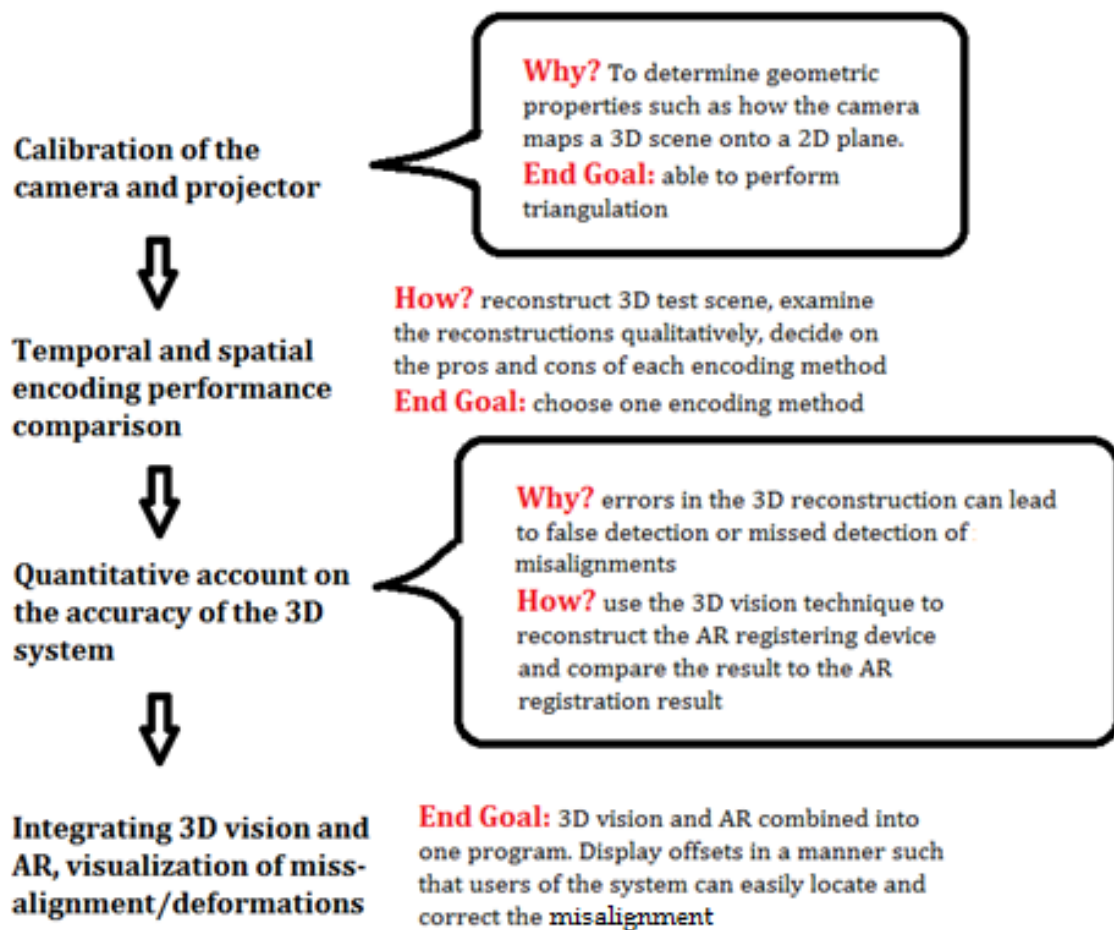 Why? To determine geometric
properties such as how the camera
maps a 3D scene onto a 2D plane.
End Goal: able to perform
triangulation
Calibration of the
camera and projector
How? reconstruct 3D test scene, examine
the reconstructions qualitatively, decide on
the pros and cons of each encoding method
End Goal: choose one encoding method
Temporal and spatial
encoding performance
comparison
Why? errors in the 3D reconstruction can lead
to false detection or missed detection of
misalignments
How? use the 3D vision technique to
reconstruct the AR registering device
and compare the result to the AR
registration result
Quantitative account on
the accuracy of the 3D
system
Integrating 3D vision and
AR, visualization of miss-
alignment/deformations
End Goal: 3D vision and AR combined into
one program. Display offsets in a manner such
that users of the system can easily locate and
correct the misalignment